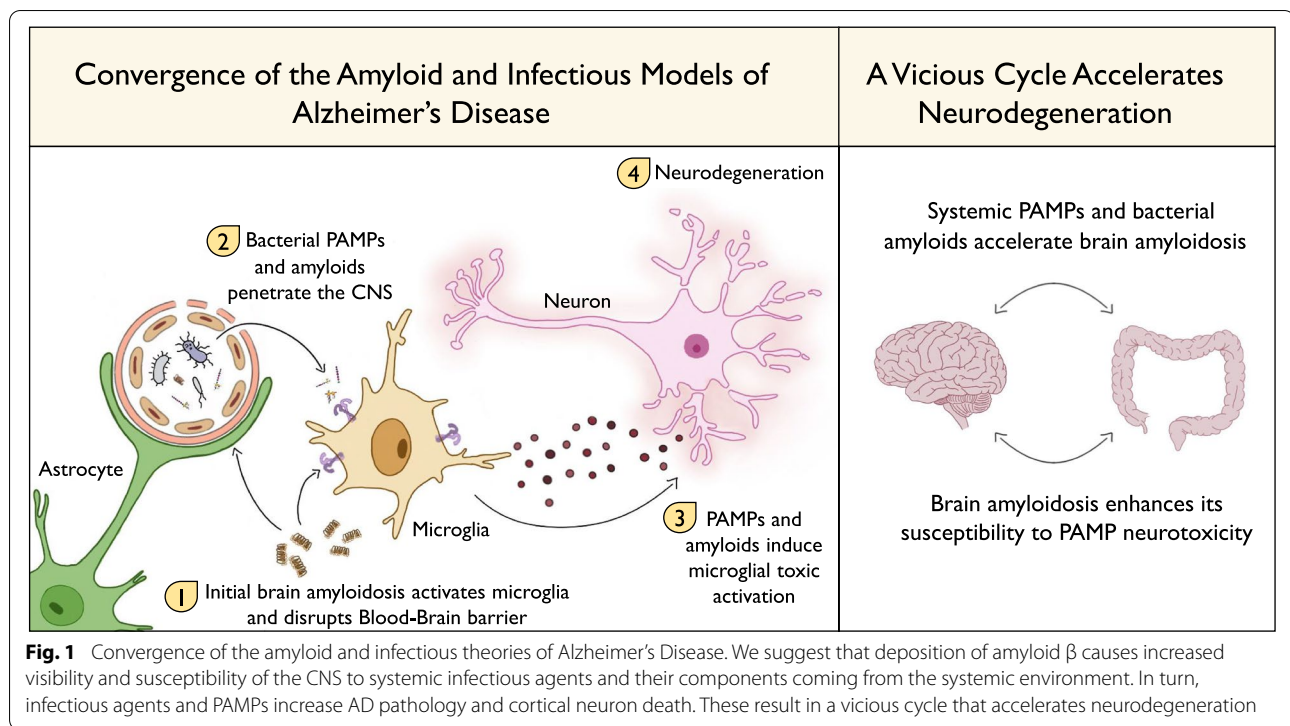 Convergence of the Amyloid and Infectious Models of
Alzheimer's Disease
A Vicious Cycle Accelerates
Neurodegeneration
4 Neurodegeneration
2 Bacterial PAMPs
and amyloids
penetrate the CNS
Neuron
Astrocyte
Microglia
3 PAMPs and
amyloids induce
microglial toxic
activation
1 Initial brain amyloidosis activates microglia
and disrupts Blood-Brain barrier
Systemic PAMPs and bacterial
amyloids accelerate brain amyloidosis
Brain amyloidosis enhances its
susceptibility to PAMP neurotoxicity
Fig. 1 Convergence of the amyloid and infectious theories of Alzheimer's Disease. We suggest that deposition of amyloid β causes increased
visibility and susceptibility of the CNS to systemic infectious agents and their components coming from the systemic environment. In turn,
infectious agents and PAMPs increase AD pathology and cortical neuron death. These result in a vicious cycle that accelerates neurodegeneration